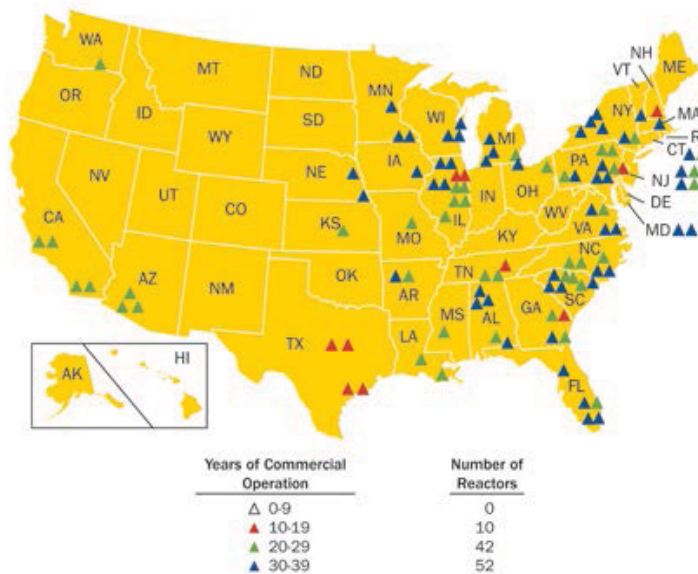 WA
NH
VT
ME
MT
ND
MN
OR
ID
SD
WI
MI
NY
MA
R
CT
WY
IA
NE
PA
NJ
NV
UT
CO
IL
IN
OH
DE
WV
MD
CA
KS
MO
KY
VA
AZ
NM
OK
AR
TN
NC
SC
MS
AL
GA
TX
LA
FL
AK
HI
Years of Commercial Number of
Operation Reactors
0-9 0
10-19 10
20-29 42
30-39 52